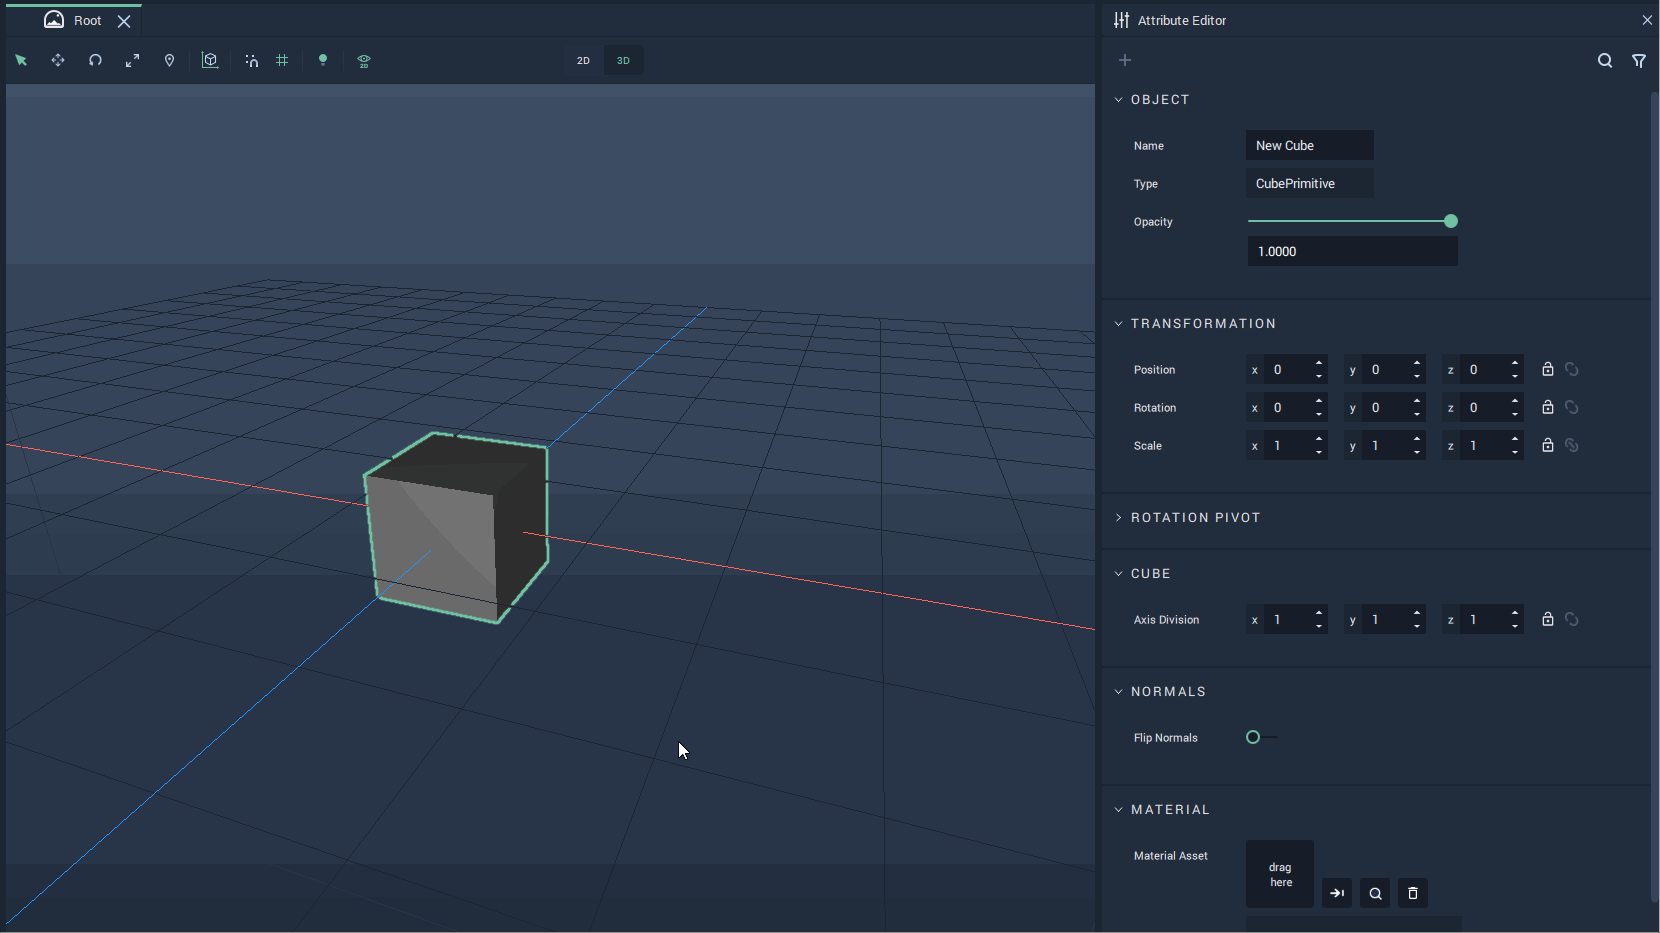 Root
2D
2D 3D
Attribute Editor
OBJECT
Name New Cube
Type CubePrimitive
Opacity
1.0000
TRANSFORMATION
Position x 0 y 0 z 0
Rotation x 0 y 0 z 0
Scale x 1 y 1 z 1
ROTATION PIVOT
CUBE
Axis Division x 1 y 1 z 1
NORMALS
Flip Normals
MATERIAL
Material Asset
drag
here